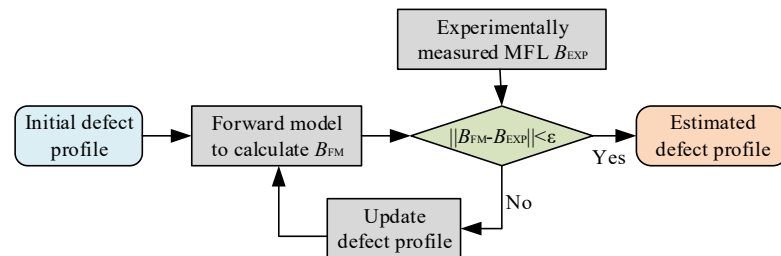 Experimentally
measured MFL BEXP
Initial defect
profile
Forward model
to calculate BFM
||BFM-BEXP||<ε
Yes
Estimated
defect profile
No
Update
defect profile